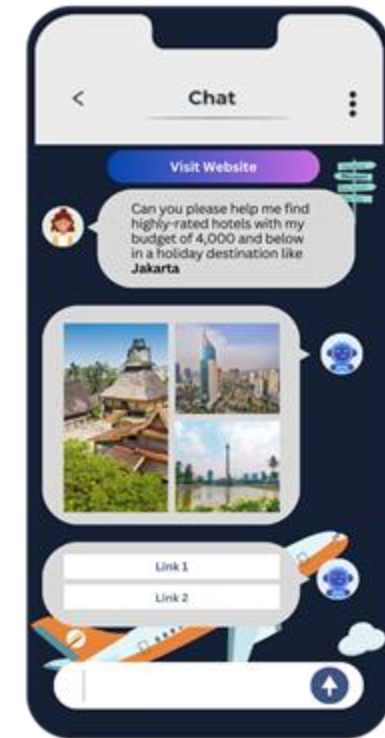 Chat
Visit Website
Can you please help me find
highly-rated hotels with my
budget of 4,000 and below
in a holiday destination like
Jakarta
Link 1
Link 2